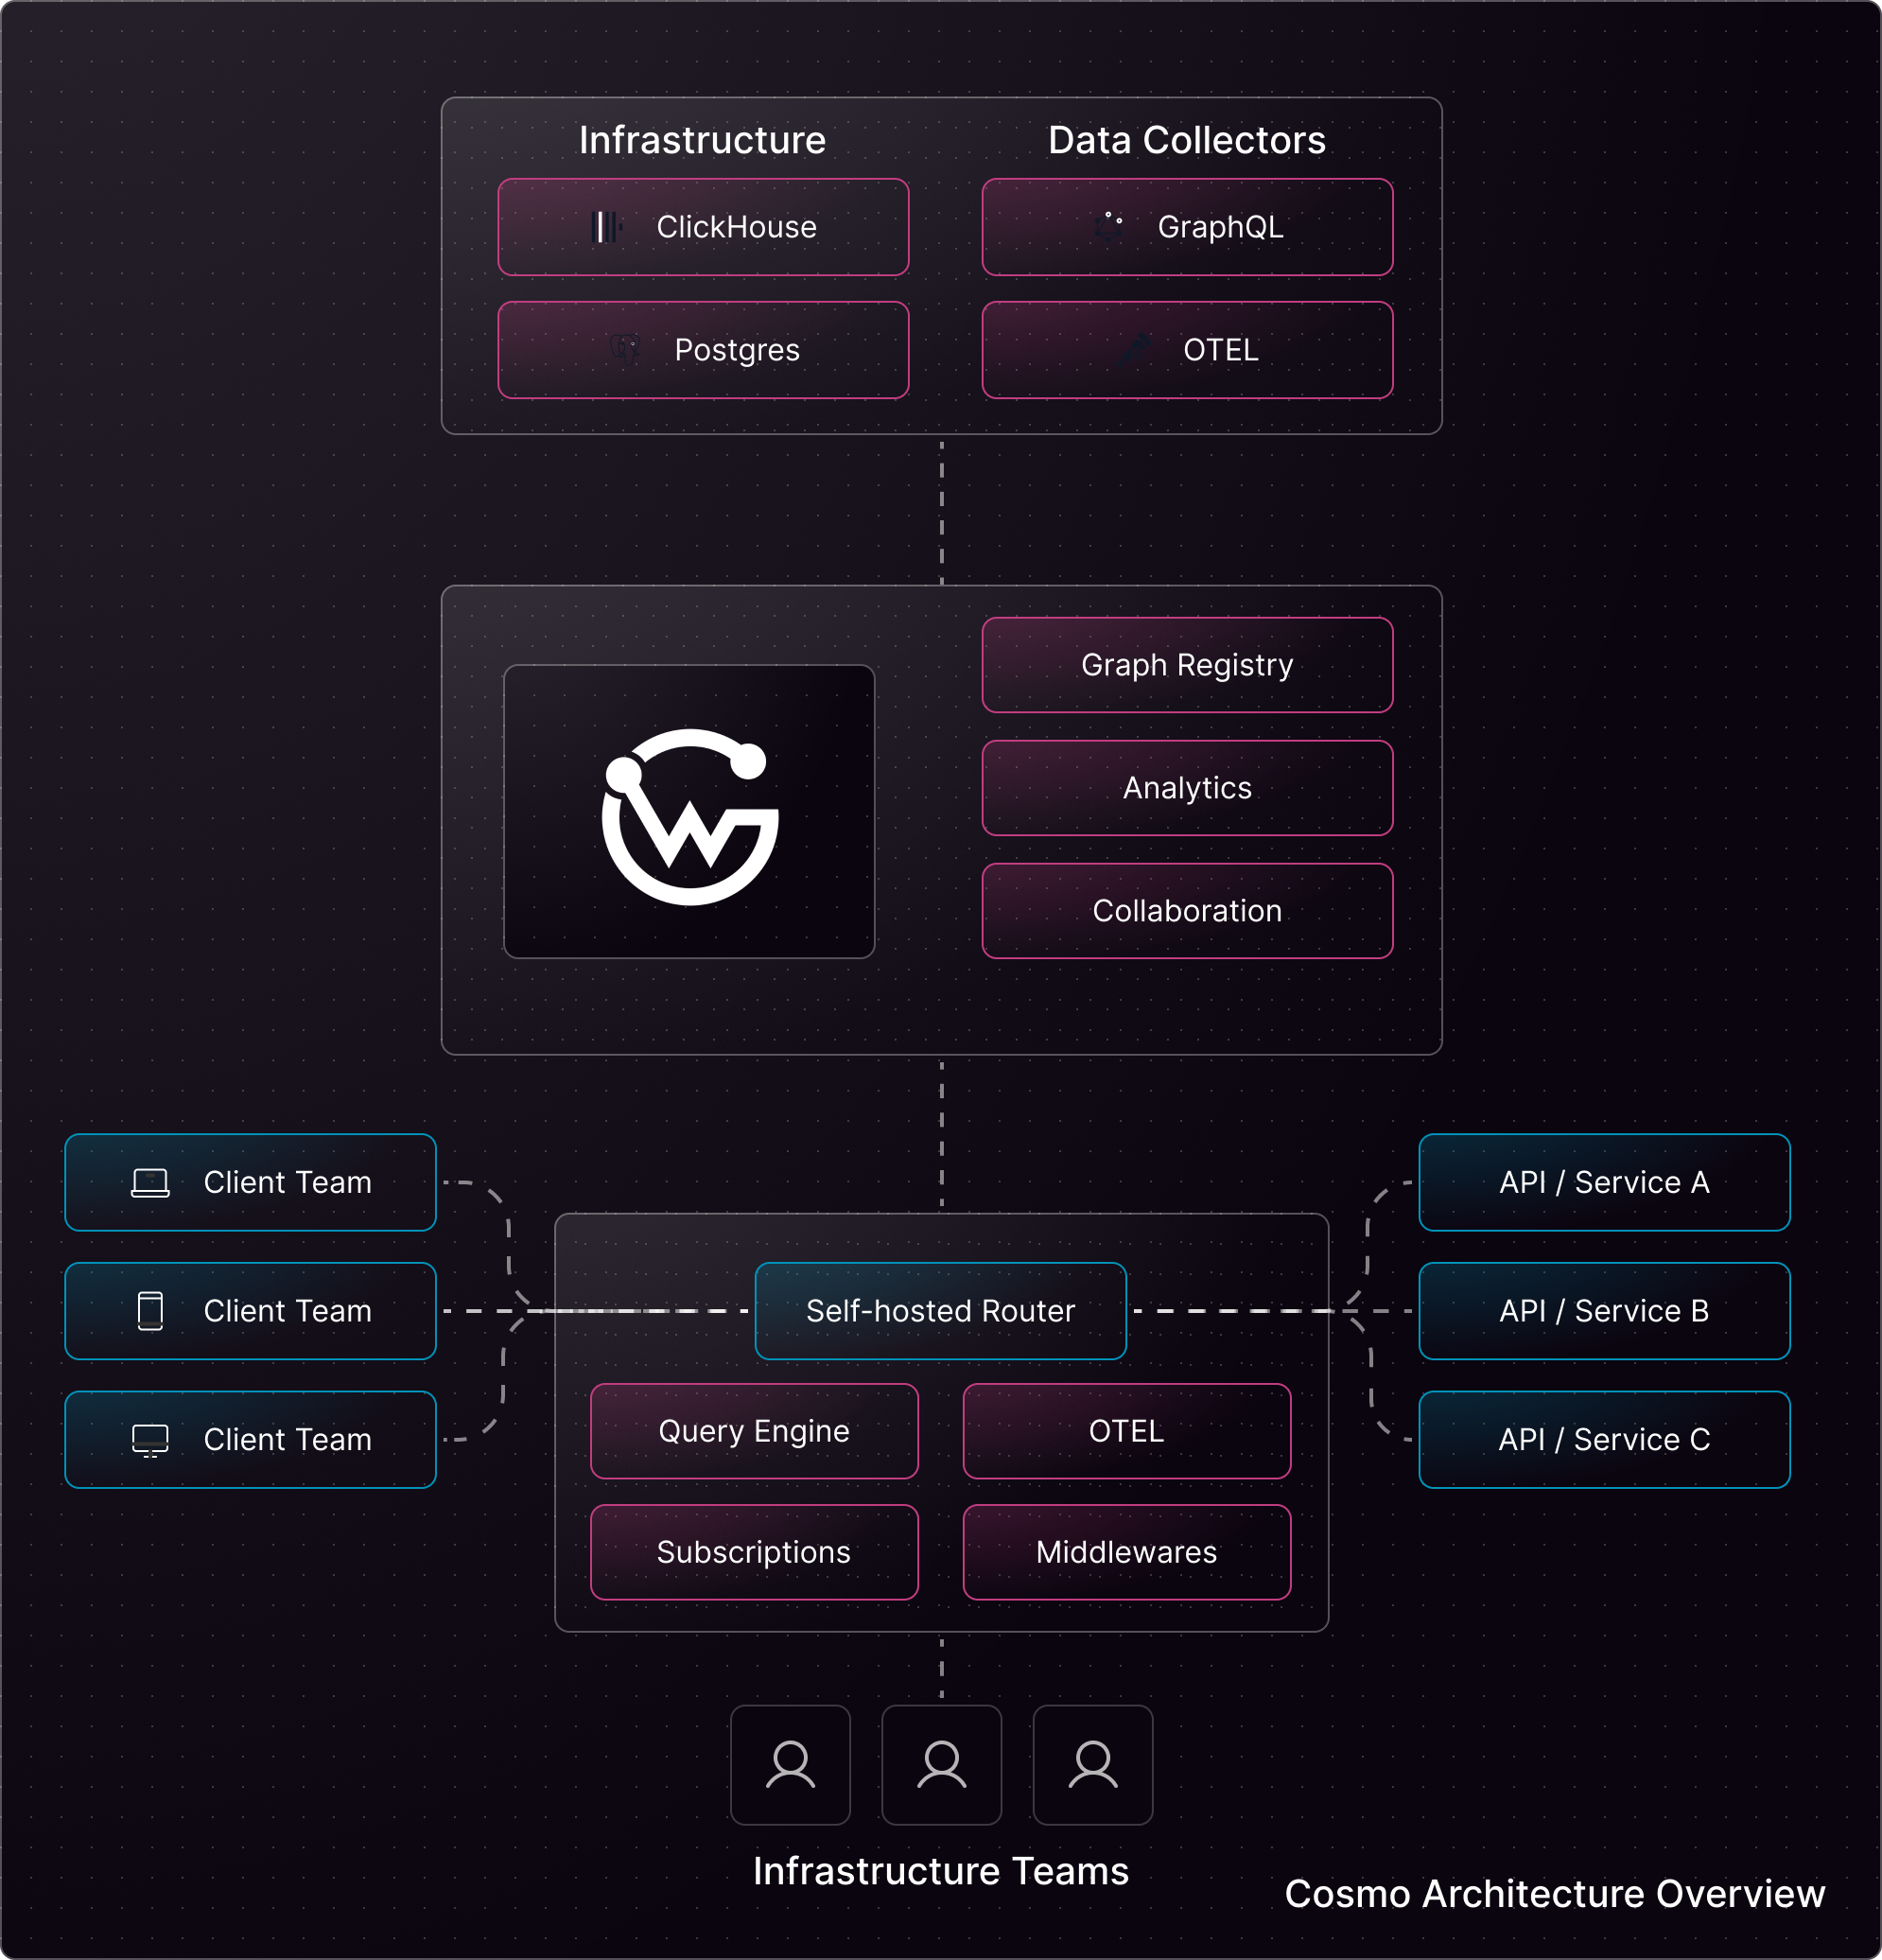 Infrastructure
Data Collectors
ClickHouse
GraphQL
Postgres
OTEL
Graph Registry
Analytics
Collaboration
Client Team
Client Team
Client Team
Self-hosted Router
Query Engine
OTEL
Subscriptions
Middlewares
API / Service A
API / Service B
API / Service C
Infrastructure Teams
Cosmo Architecture Overview